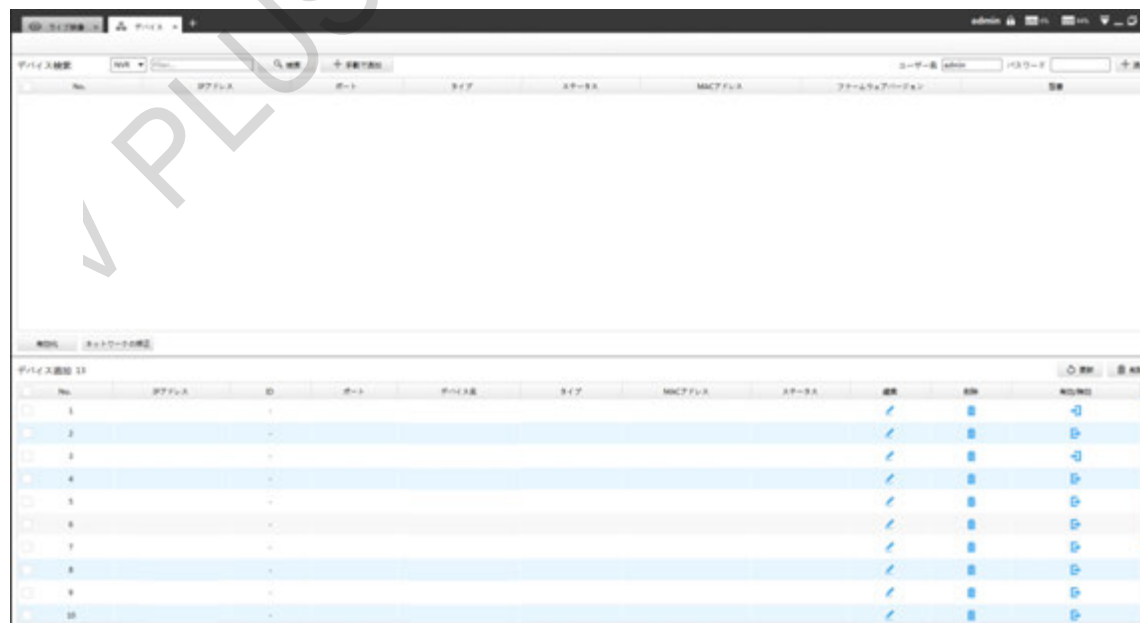 ライブ映像 デバイス + admin
デバイス検索 NVR Filter... 検索 + 手動で追加 ユーザー名 admin パスワード +
No. IPアドレス ポート タイプ ステータス MACアドレス ファームウェアバージョン 型番
有効化 ネットワークの修正
デバイス追加 13 更新
No. IPアドレス ID ポート デバイス名 タイプ MACアドレス ステータス 編集 削除
1 -
2 -
3 -
4 -
5 -
6 -
7 -
8 -
9 -
10 -
V PLUS